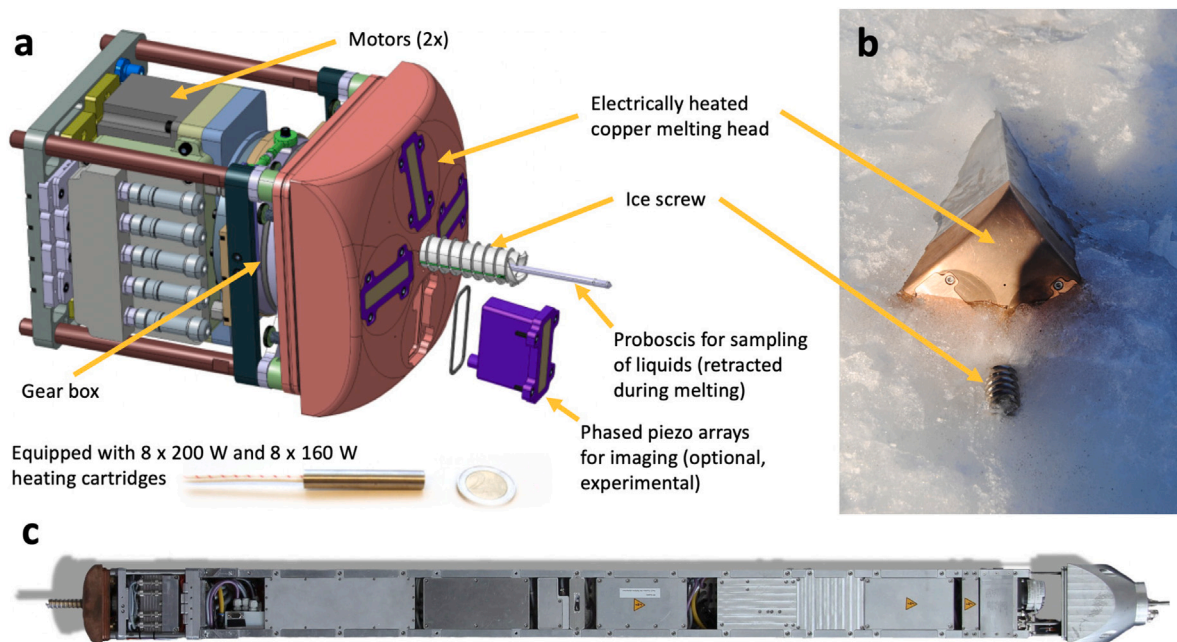 a
Motors (2x)
b
Electrically heated
copper melting head
Ice screw
Proboscis for sampling
of liquids (retracted
during melting)
Gear box
Phased piezo arrays
for imaging (optional,
experimental)
Equipped with 8 x 200 W and 8 x 160 W
heating cartridges
c